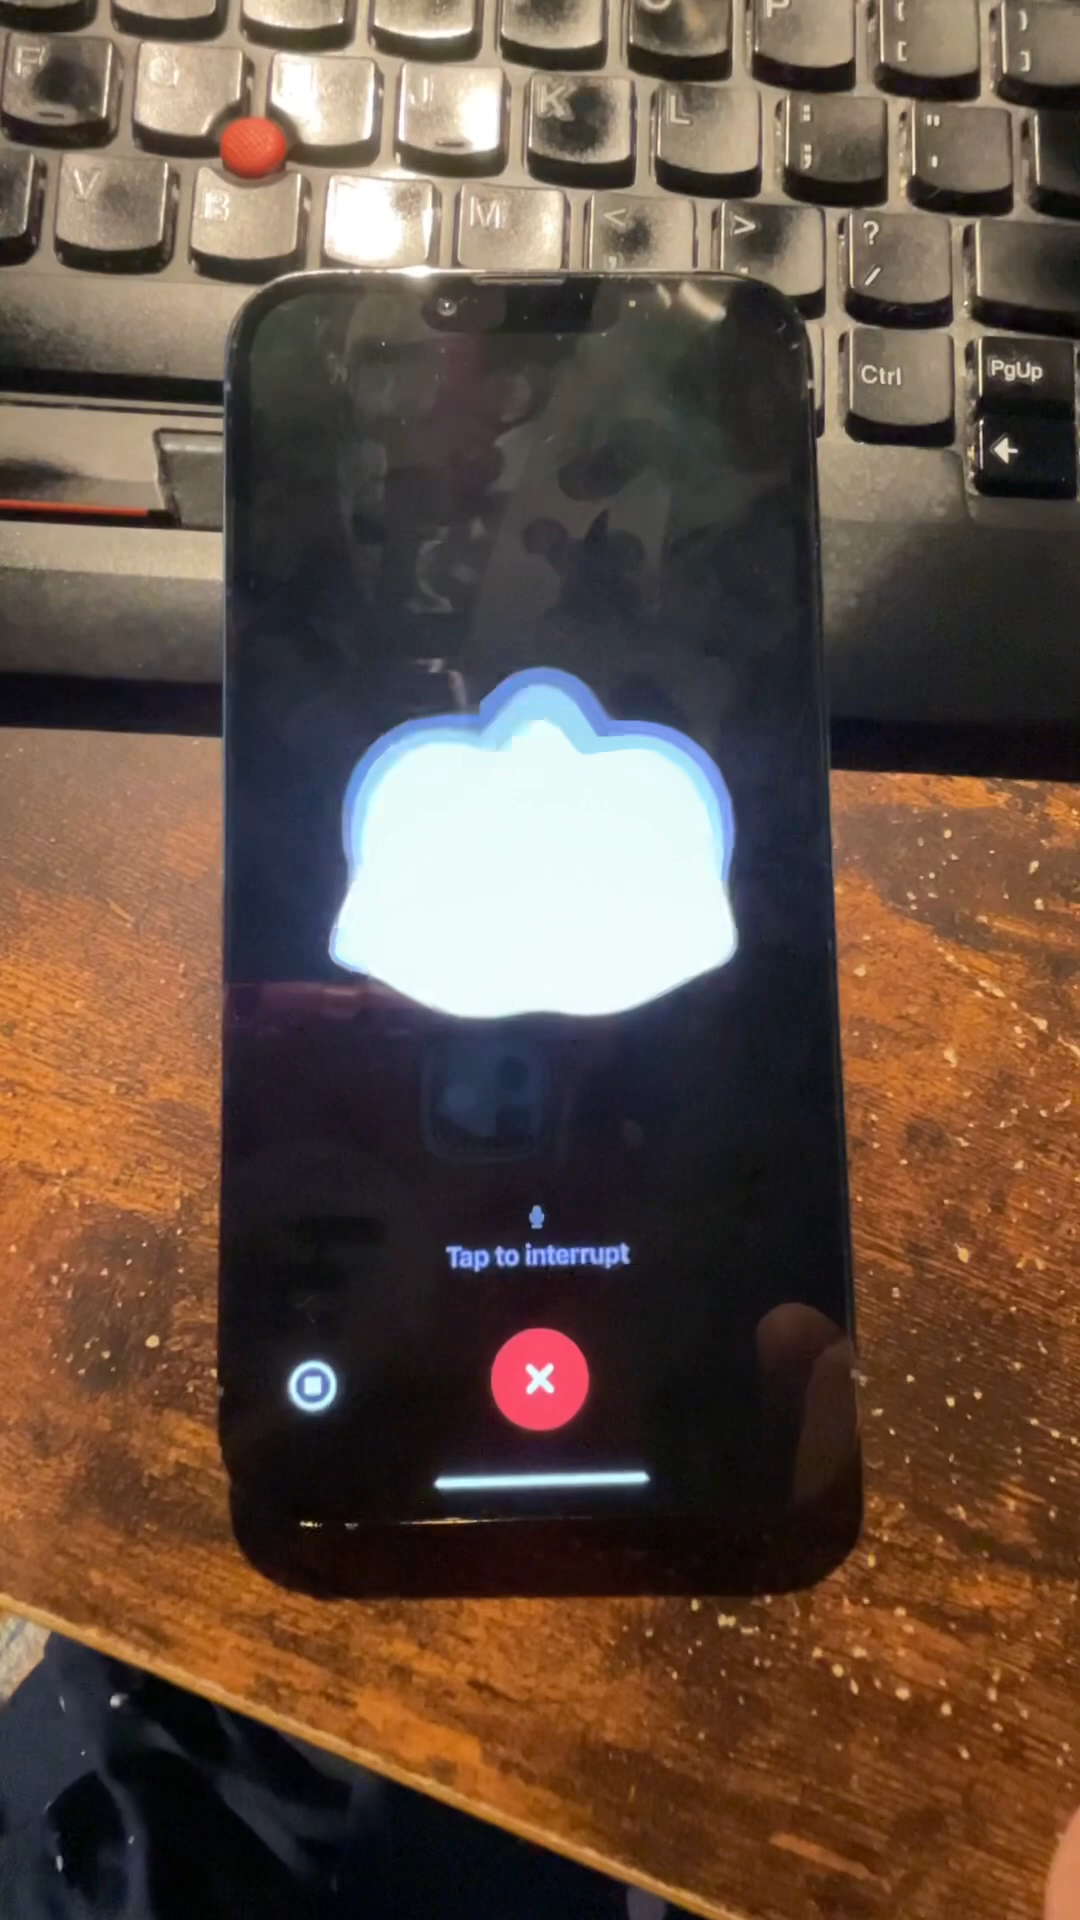 P [
{ ]
J K L : "
; '
V B M < > ?
, . /
Ctrl PgUp
Tap to interrupt